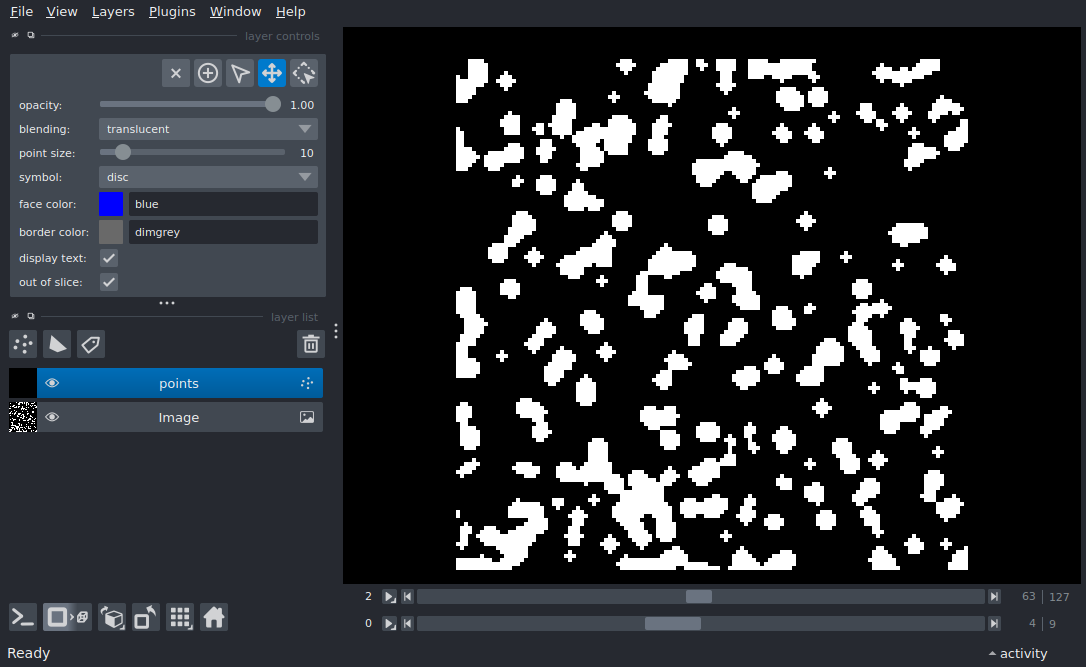 File View Layers Plugins Window Help
layer controls
opacity: 1.00
blending: translucent
point size: 10
symbol: disc
face color: blue
border color: dimgrey
display text:
out of slice:
layer list
points
Image
2 63 127
0 4 9
Ready activity